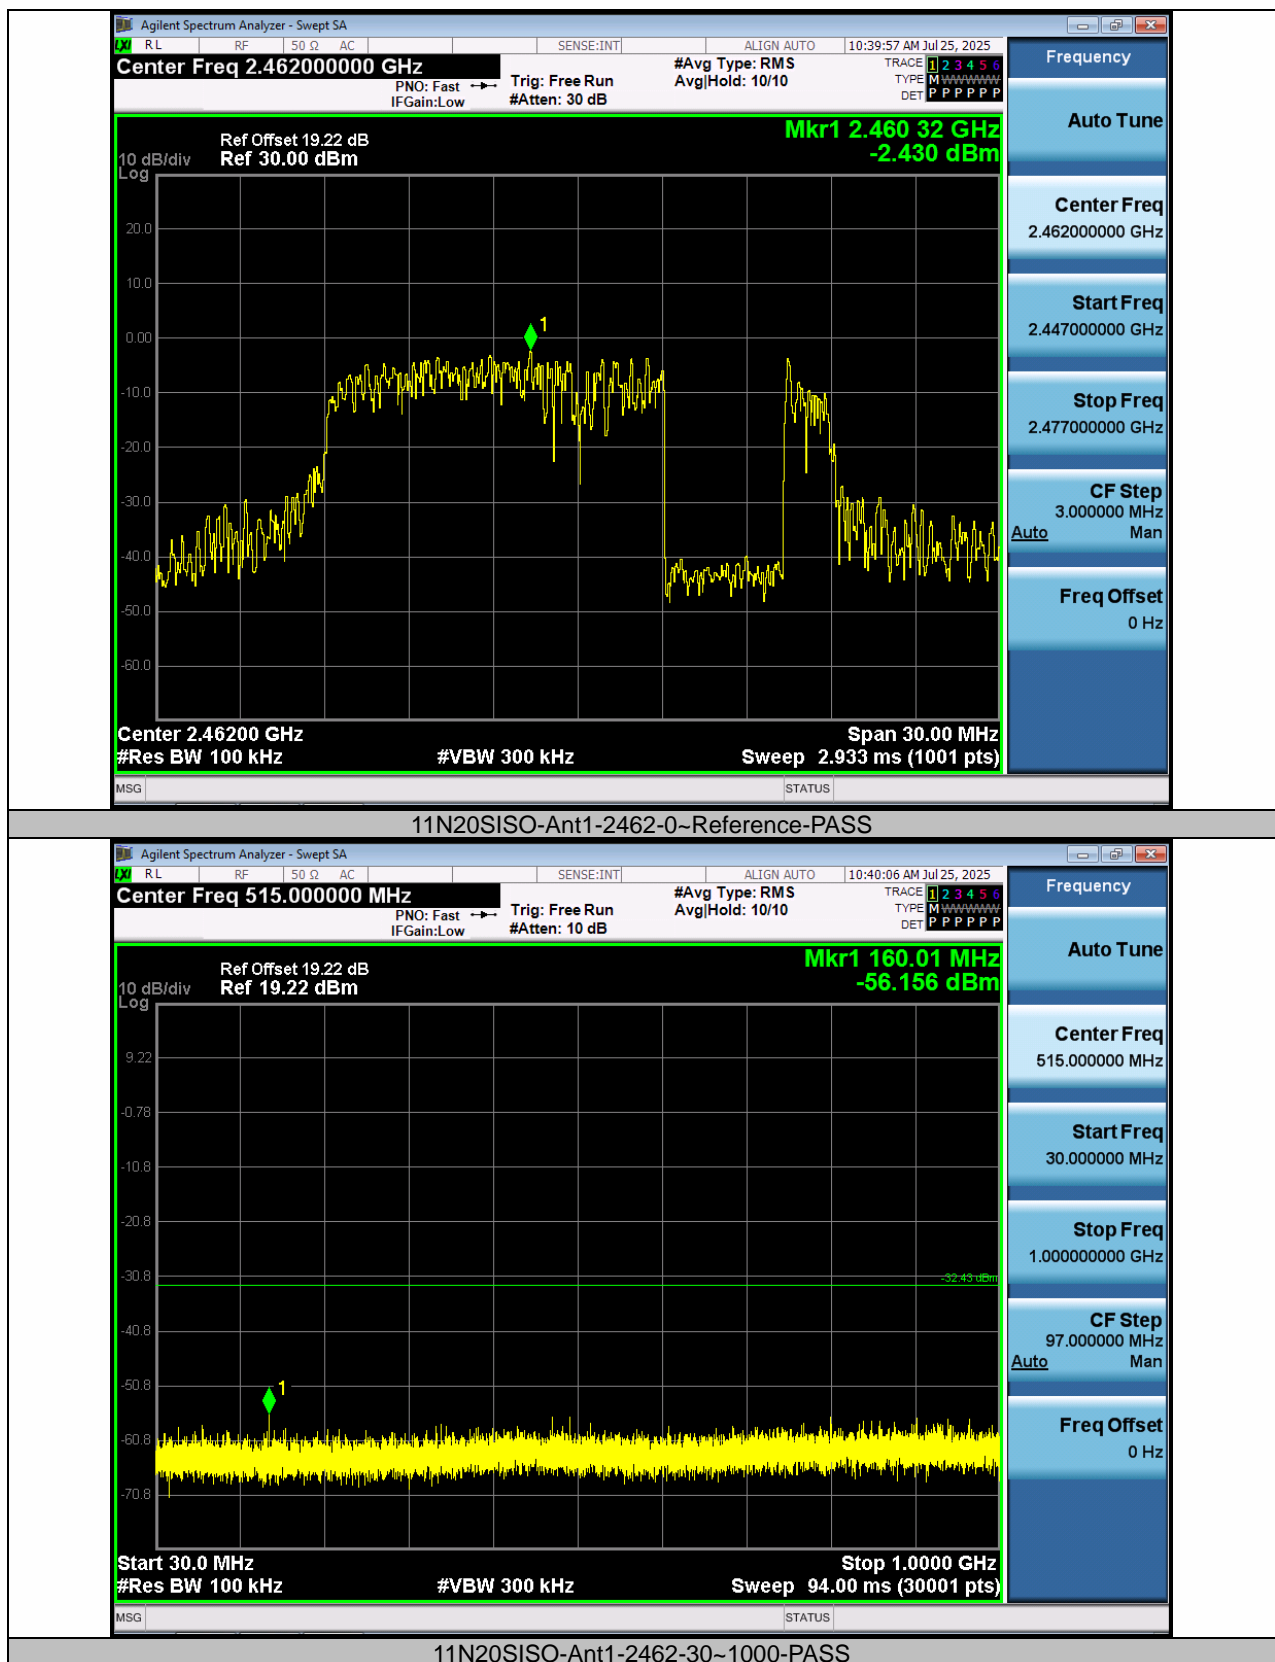 Agilent Spectrum Analyzer - Swept SA
LXI RL RF 50 Ω AC SENSE:INT ALIGN AUTO 10:39:57 AM Jul 25, 2025
Center Freq 2.462000000 GHz
#Avg Type: RMS
TRACE 1 2 3 4 5 6
PNO: Fast Trig: Free Run Avg|Hold: 10/10 TYPE M W W W W W
IFGain:Low #Atten: 30 dB DET P P P P P P
Frequency
Mkr1 2.460 32 GHz
-2.430 dBm
Ref Offset 19.22 dB
10 dB/div Ref 30.00 dBm
Log
20.0
10.0
0.00
-10.0
-20.0
-30.0
-40.0
-50.0
-60.0
1
Center 2.46200 GHz Span 30.00 MHz
#Res BW 100 kHz #VBW 300 kHz Sweep 2.933 ms (1001 pts)
MSG STATUS
Auto Tune
Center Freq
2.462000000 GHz
Start Freq
2.447000000 GHz
Stop Freq
2.477000000 GHz
CF Step
3.000000 MHz
Auto Man
Freq Offset
0 Hz
11N20SISO-Ant1-2462-0~Reference-PASS
Agilent Spectrum Analyzer - Swept SA
LXI RL RF 50 Ω AC SENSE:INT ALIGN AUTO 10:40:06 AM Jul 25, 2025
Center Freq 515.000000 MHz
#Avg Type: RMS
TRACE 1 2 3 4 5 6
PNO: Fast Trig: Free Run Avg|Hold: 10/10 TYPE M W W W W W
IFGain:Low #Atten: 10 dB DET P P P P P P
Frequency
Mkr1 160.01 MHz
-56.156 dBm
Ref Offset 19.22 dB
10 dB/div Ref 19.22 dBm
Log
9.22
-0.78
-10.8
-20.8
-30.8
-32.43 dBm
-40.8
-50.8
-60.8
-70.8
1
Start 30.0 MHz Stop 1.0000 GHz
#Res BW 100 kHz #VBW 300 kHz Sweep 94.00 ms (30001 pts)
MSG STATUS
Auto Tune
Center Freq
515.000000 MHz
Start Freq
30.000000 MHz
Stop Freq
1.000000000 GHz
CF Step
97.000000 MHz
Auto Man
Freq Offset
0 Hz
11N20SISO-Ant1-2462-30~1000-PASS